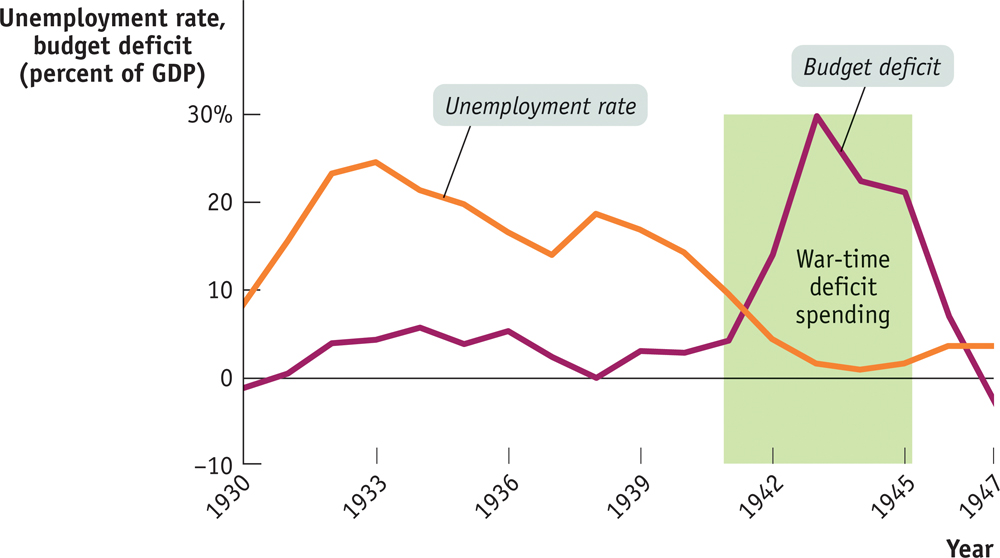 Unemployment rate,
budget deficit
(percent of GDP)
Budget deficit
Unemployment rate
30%
20
10
0
–10
War-time
deficit
spending
1930
1933
1936
1939
1942
1945
1947
Year